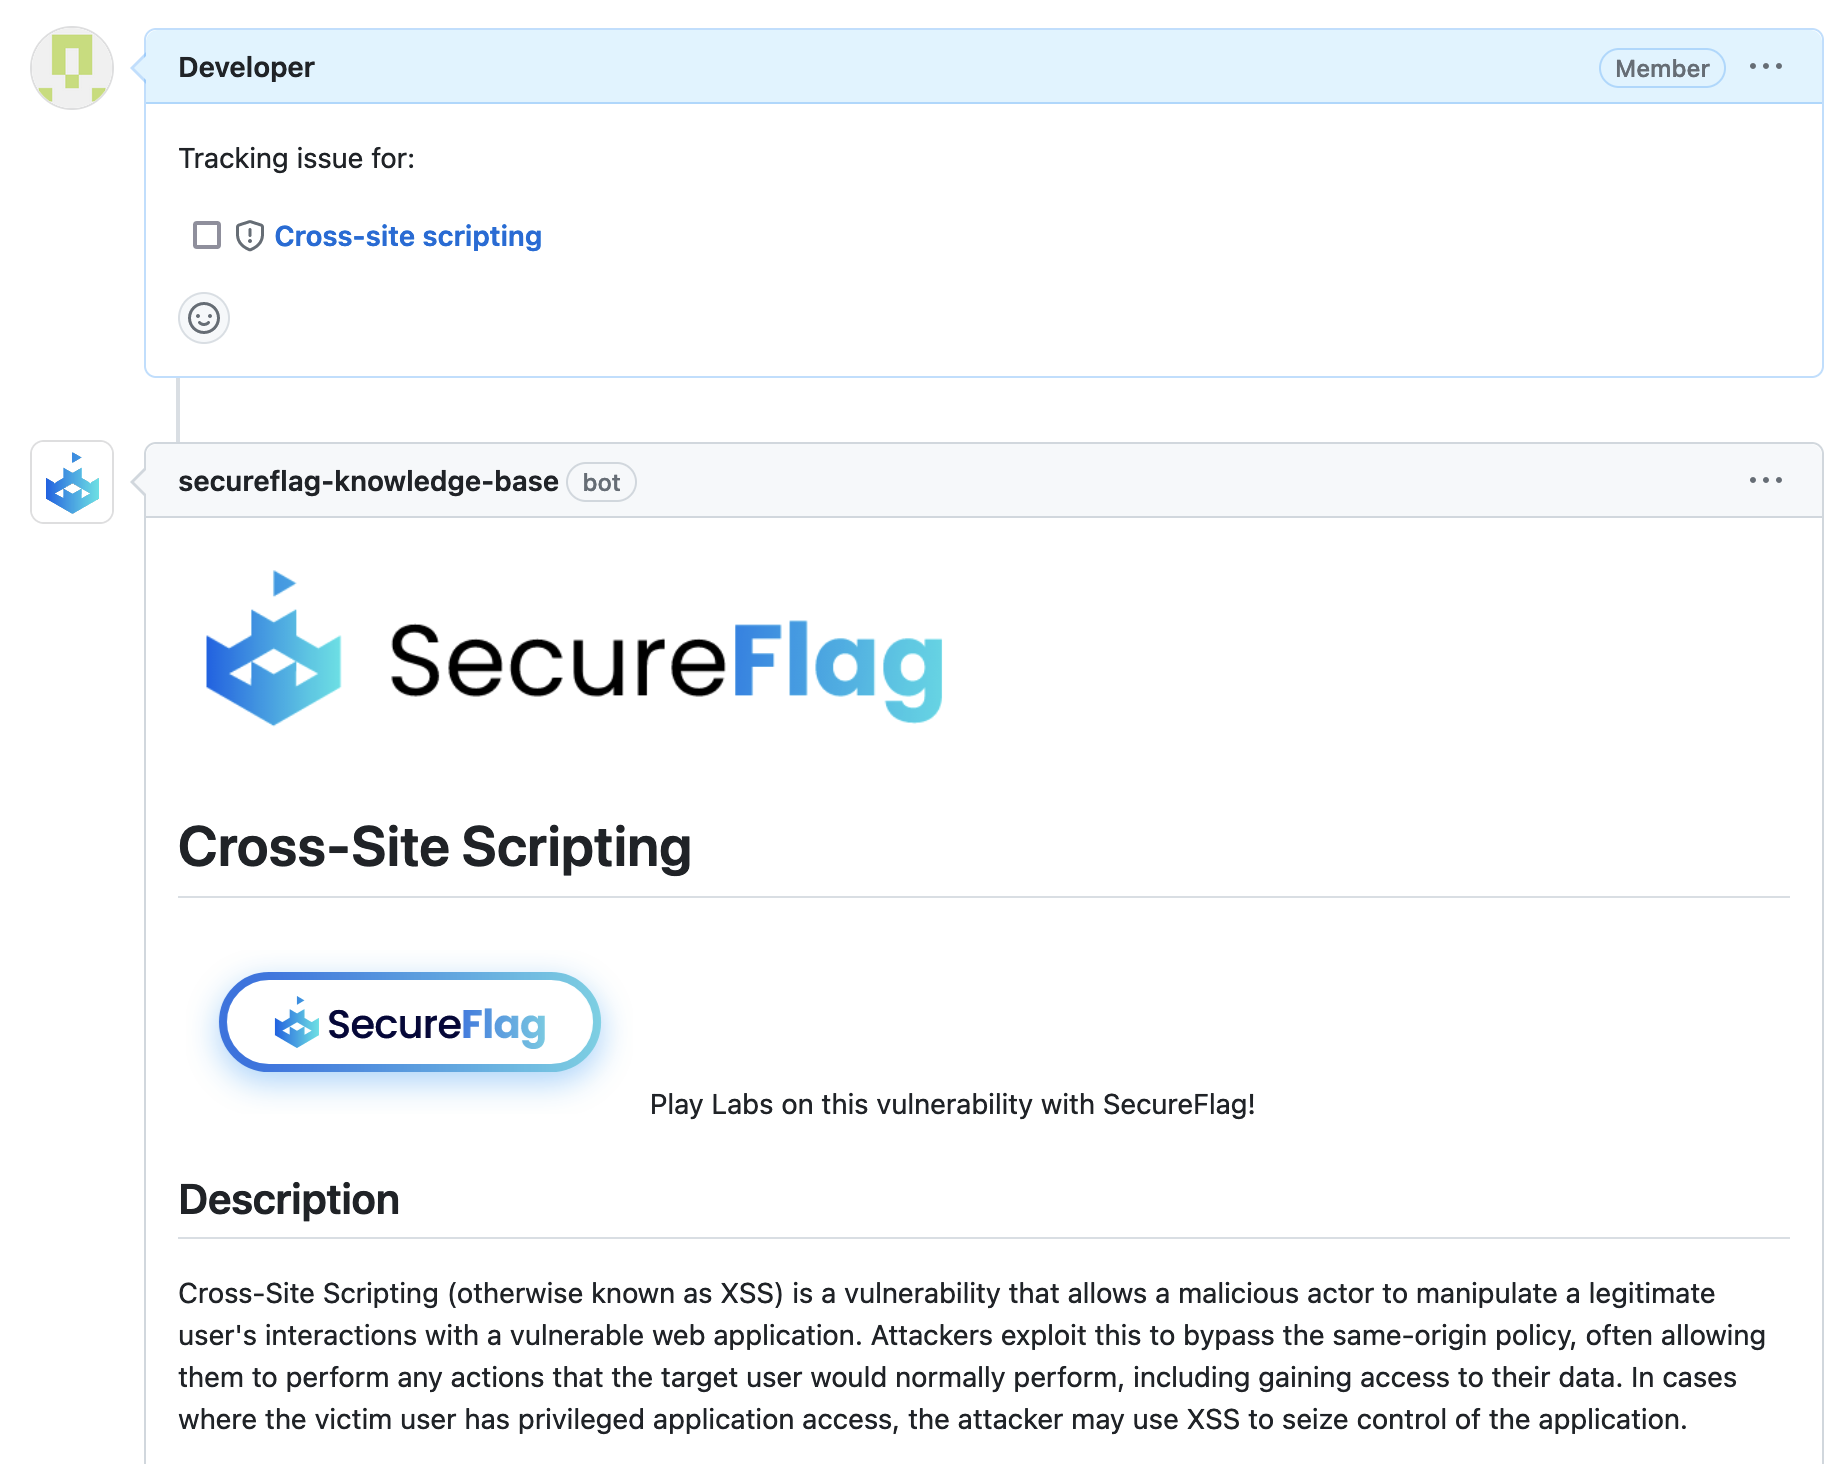 Developer
Member
Tracking issue for:
Cross-site scripting
secureflag-knowledge-base bot
SecureFlag
Cross-Site Scripting
SecureFlag
Play Labs on this vulnerability with SecureFlag!
Description
Cross-Site Scripting (otherwise known as XSS) is a vulnerability that allows a malicious actor to manipulate a legitimate
user's interactions with a vulnerable web application. Attackers exploit this to bypass the same-origin policy, often allowing
them to perform any actions that the target user would normally perform, including gaining access to their data. In cases
where the victim user has privileged application access, the attacker may use XSS to seize control of the application.